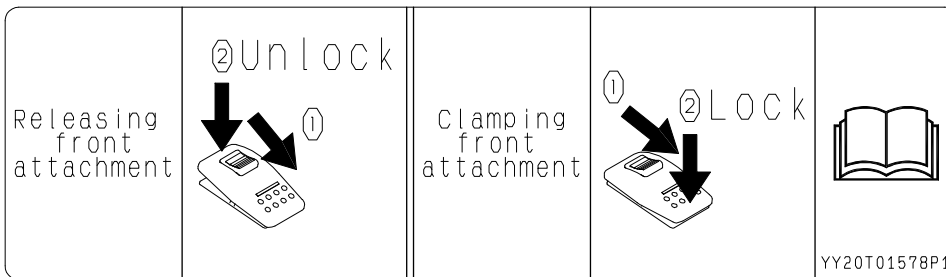 Releasing
front
attachment
②Unlock
①
Clamping
front
attachment
①
②Lock
YY20T01578P1